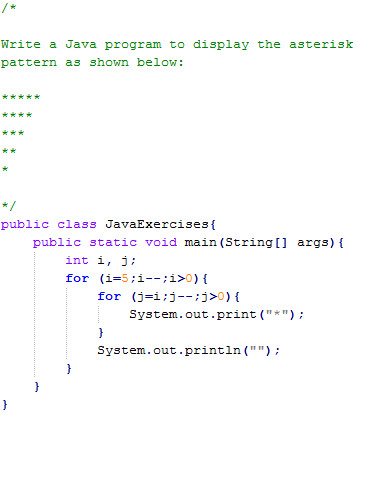 /*
Write a Java program to display the asterisk
pattern as shown below:
*****
****
***
**
*
*/
public class JavaExercises{
    public static void main(String[] args){
        int i, j;
        for (i=5;i--;i>0){
            for (j=i;j--;j>0){
                System.out.print("*");
            }
            System.out.println("");
        }
    }
}